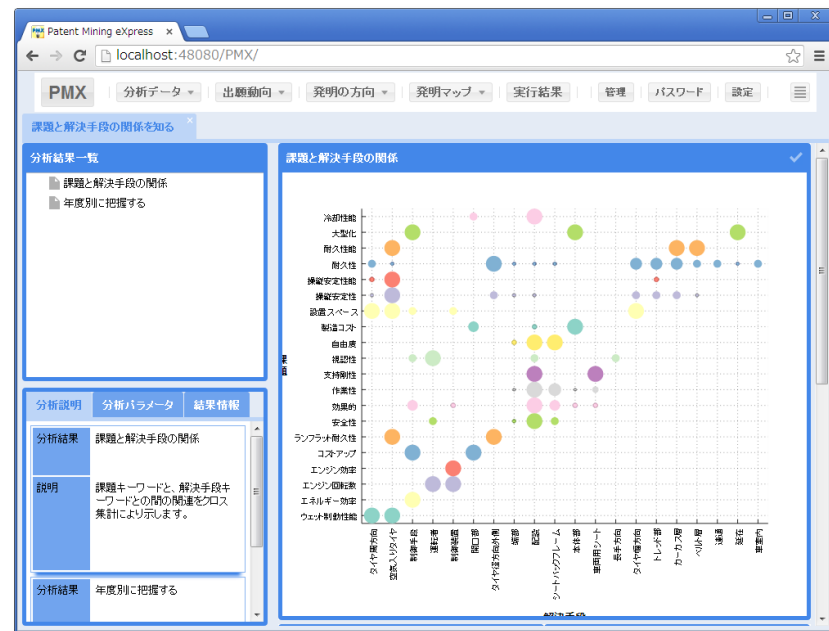 Patent Mining eXpress
localhost:48080/PMX/
PMX 分析データ 出願動向 発明の方向 発明マップ 実行結果 管理 パスワード 設定
課題と解決手段の関係を知る
分析結果一覧
課題と解決手段の関係
年度別に把握する
分析説明 分析パラメータ 結果情報
分析結果 課題と解決手段の関係
説明 課題キーワードと、解決手段キ
ーワードとの間の関連をクロス
集計により示します。
分析結果 年度別に把握する
課題と解決手段の関係
冷却性能
大型化
耐久性能
耐久性
操縦安定性能
操縦安定性
設置スペース
製造コスト
自由度
視認性
支持剛性
作業性
効果的
安全性
ランフラット耐久性
コストアップ
エンジン効率
エンジン回転数
エネルギー効率
ウェット制動性能
課題
タイヤ周方向
空気入りタイヤ
制御手段
運転者
制御装置
開口部
タイヤ径方向外側
端部
配設
シートバックフレーム
本体部
車両用シート
長手方向
タイヤ幅方向
トレッド部
カーカス層
ベルト層
連通
延在
車室内
解決手段